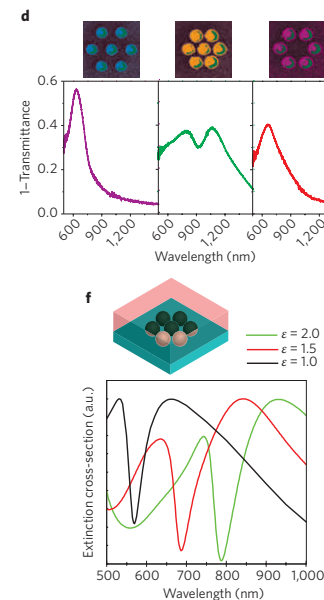 d
0.6
0.4
0.2
0.0
1–Transmittance
600 900 1,200 600 900 1,200 600 900 1,200
Wavelength (nm)
f
ε = 2.0
ε = 1.5
ε = 1.0
Extinction cross-section (a.u.)
500 600 700 800 900 1,000
Wavelength (nm)